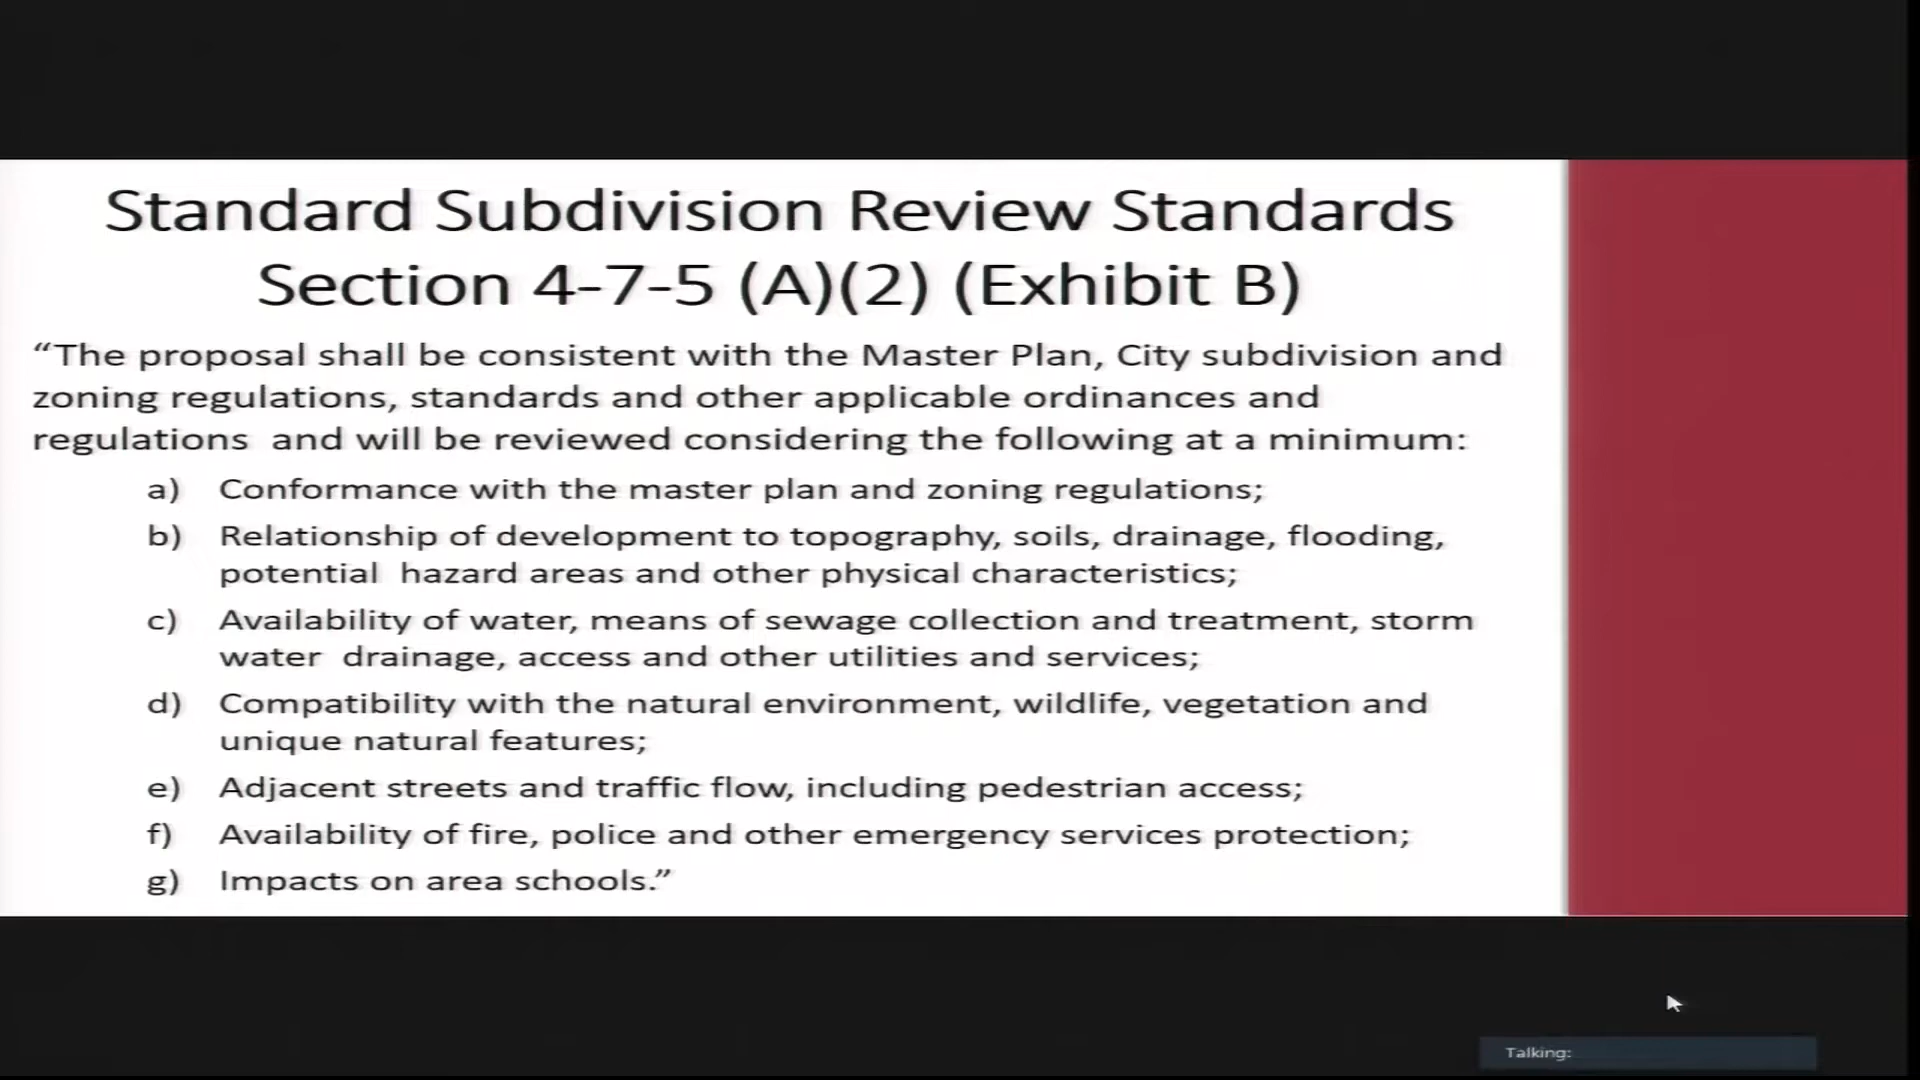 Standard Subdivision Review Standards
Section 4-7-5 (A)(2) (Exhibit B)
“The proposal shall be consistent with the Master Plan, City subdivision and
zoning regulations, standards and other applicable ordinances and
regulations and will be reviewed considering the following at a minimum:
a) Conformance with the master plan and zoning regulations;
b) Relationship of development to topography, soils, drainage, flooding,
potential hazard areas and other physical characteristics;
c) Availability of water, means of sewage collection and treatment, storm
water drainage, access and other utilities and services;
d) Compatibility with the natural environment, wildlife, vegetation and
unique natural features;
e) Adjacent streets and traffic flow, including pedestrian access;
f) Availability of fire, police and other emergency services protection;
g) Impacts on area schools.”
Talking: